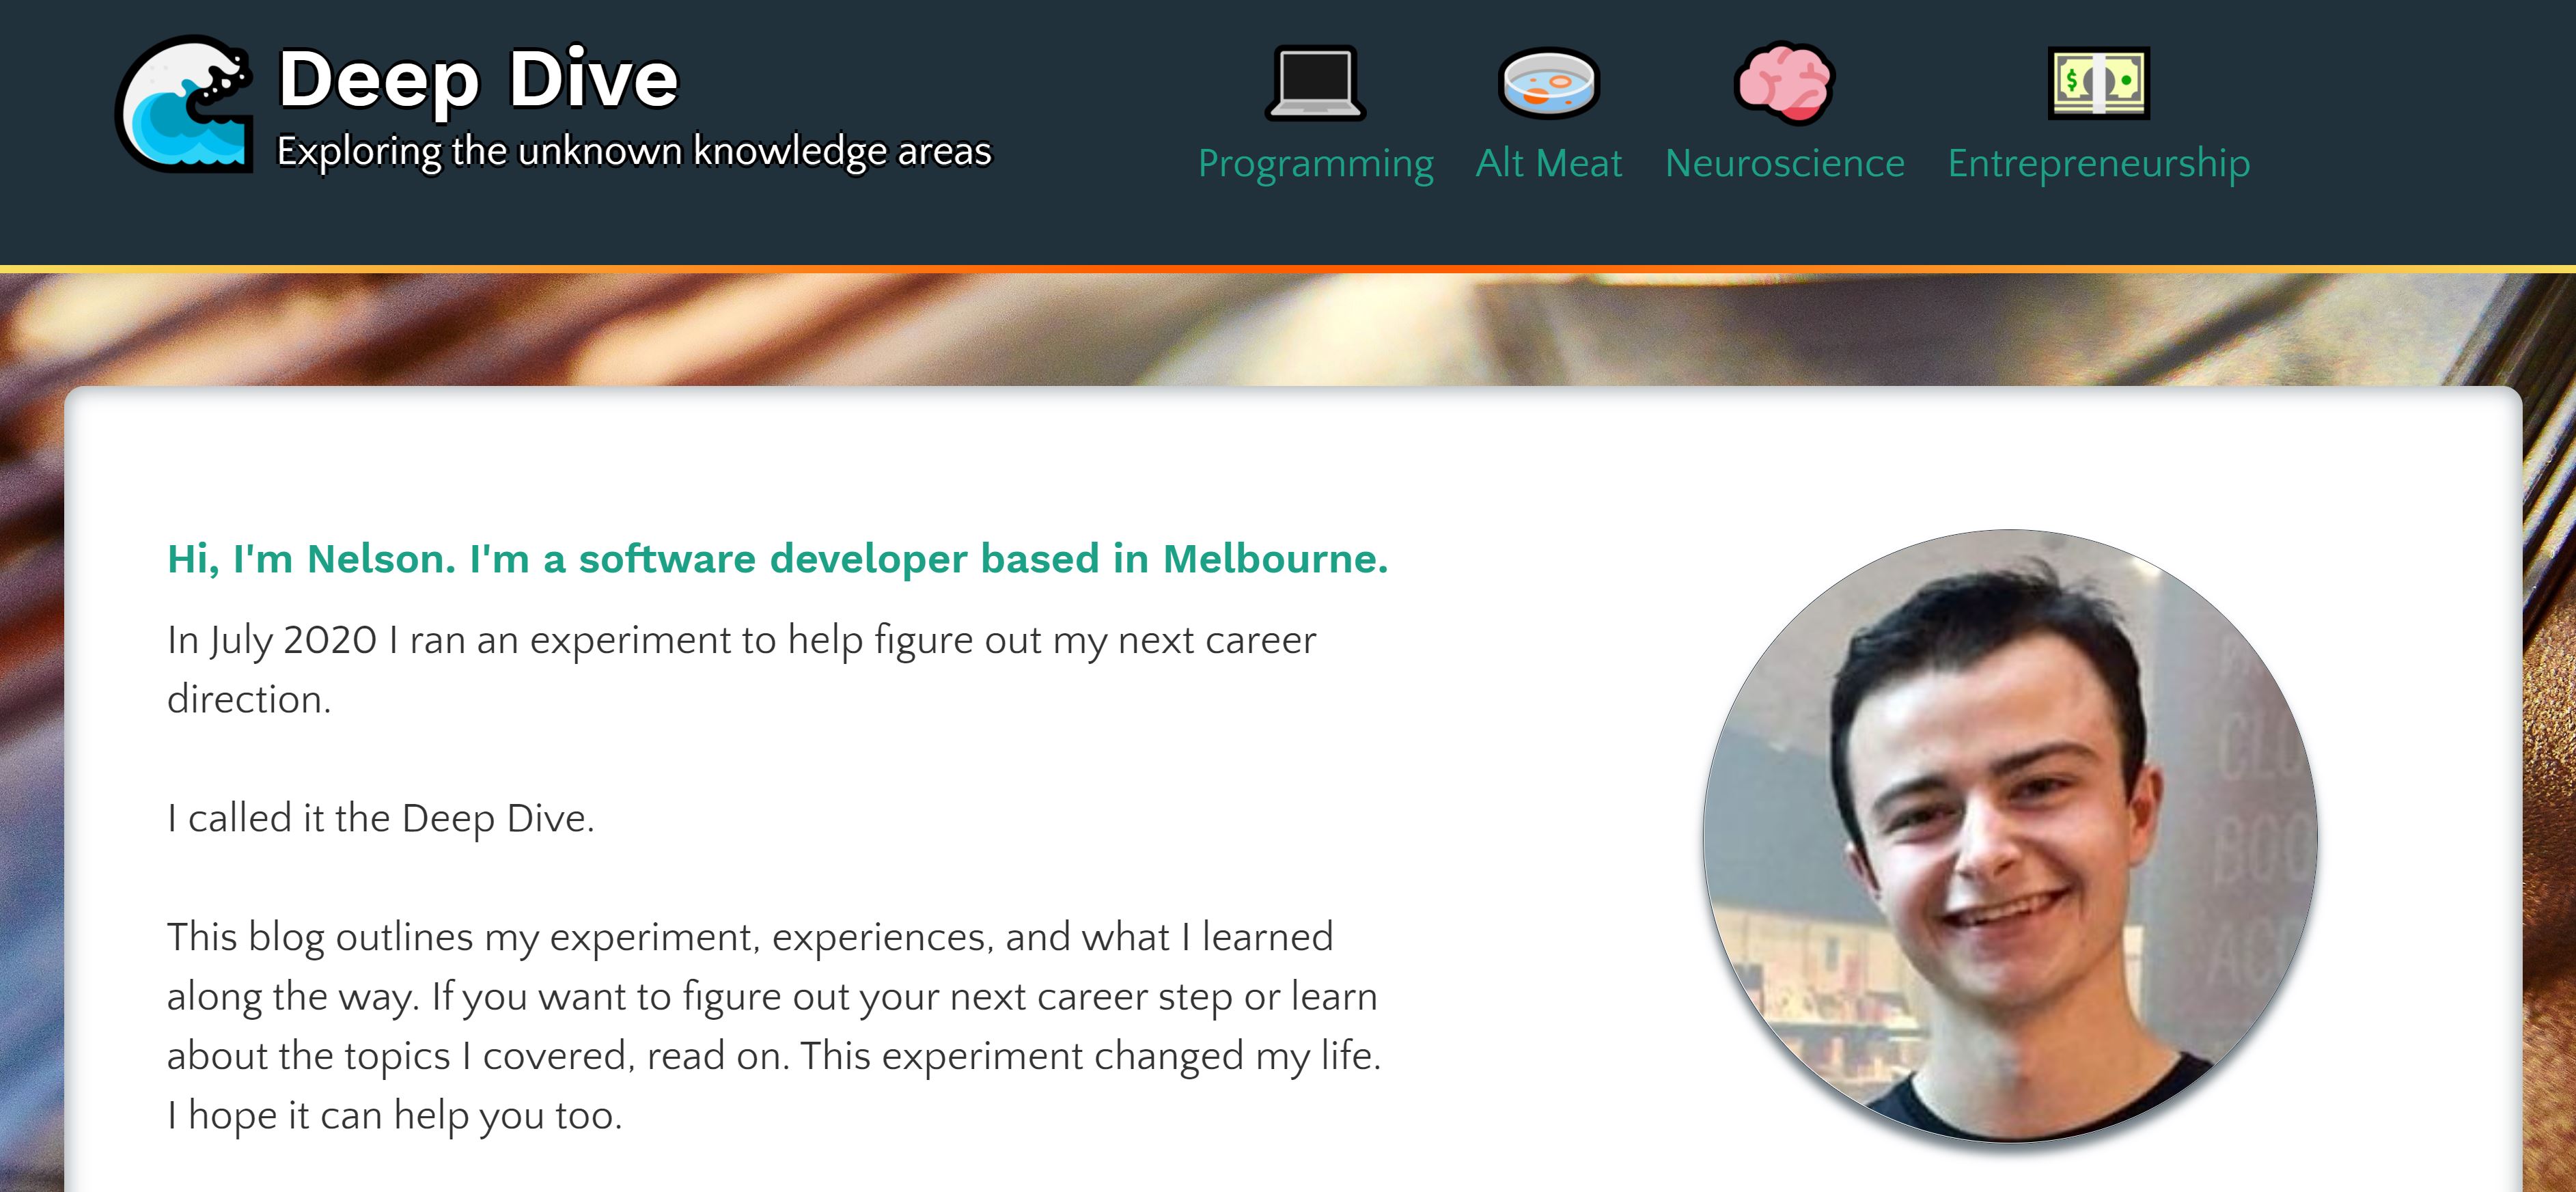 Deep Dive
Exploring the unknown knowledge areas
Programming
Alt Meat
Neuroscience
Entrepreneurship
Hi, I'm Nelson. I'm a software developer based in Melbourne.
In July 2020 I ran an experiment to help figure out my next career
direction.
I called it the Deep Dive.
This blog outlines my experiment, experiences, and what I learned
along the way. If you want to figure out your next career step or learn
about the topics I covered, read on. This experiment changed my life.
I hope it can help you too.